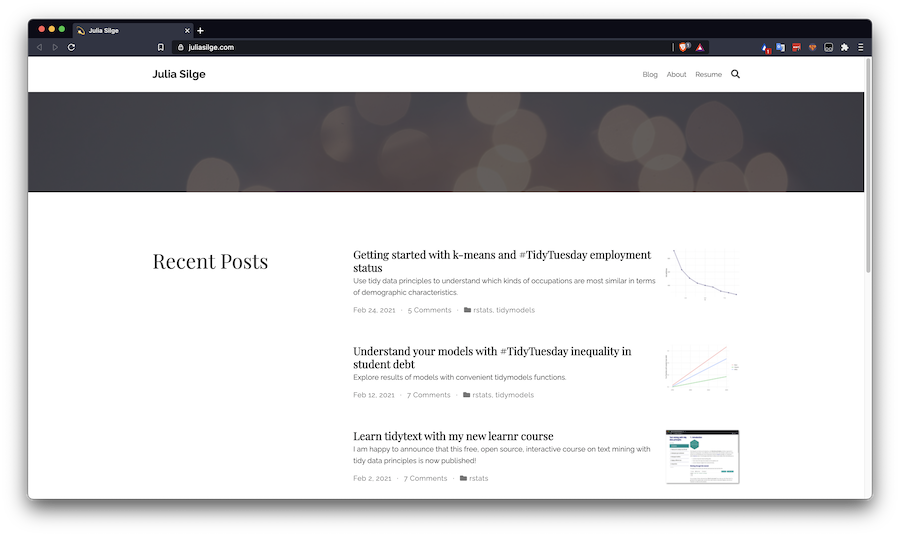 Julia Silge
juliasilge.com
Julia Silge
Blog About Resume
Recent Posts
Getting started with k-means and #TidyTuesday employment
status
Use tidy data principles to understand which kinds of occupations are most similar in terms
of demographic characteristics.
Feb 24, 2021 · 5 Comments · rstats, tidymodels
Understand your models with #TidyTuesday inequality in
student debt
Explore results of models with convenient tidymodels functions.
Feb 12, 2021 · 7 Comments · rstats, tidymodels
Learn tidytext with my new learnr course
I am happy to announce that this free, open source, interactive course on text mining with
tidy data principles is now published!
Feb 2, 2021 · 7 Comments · rstats